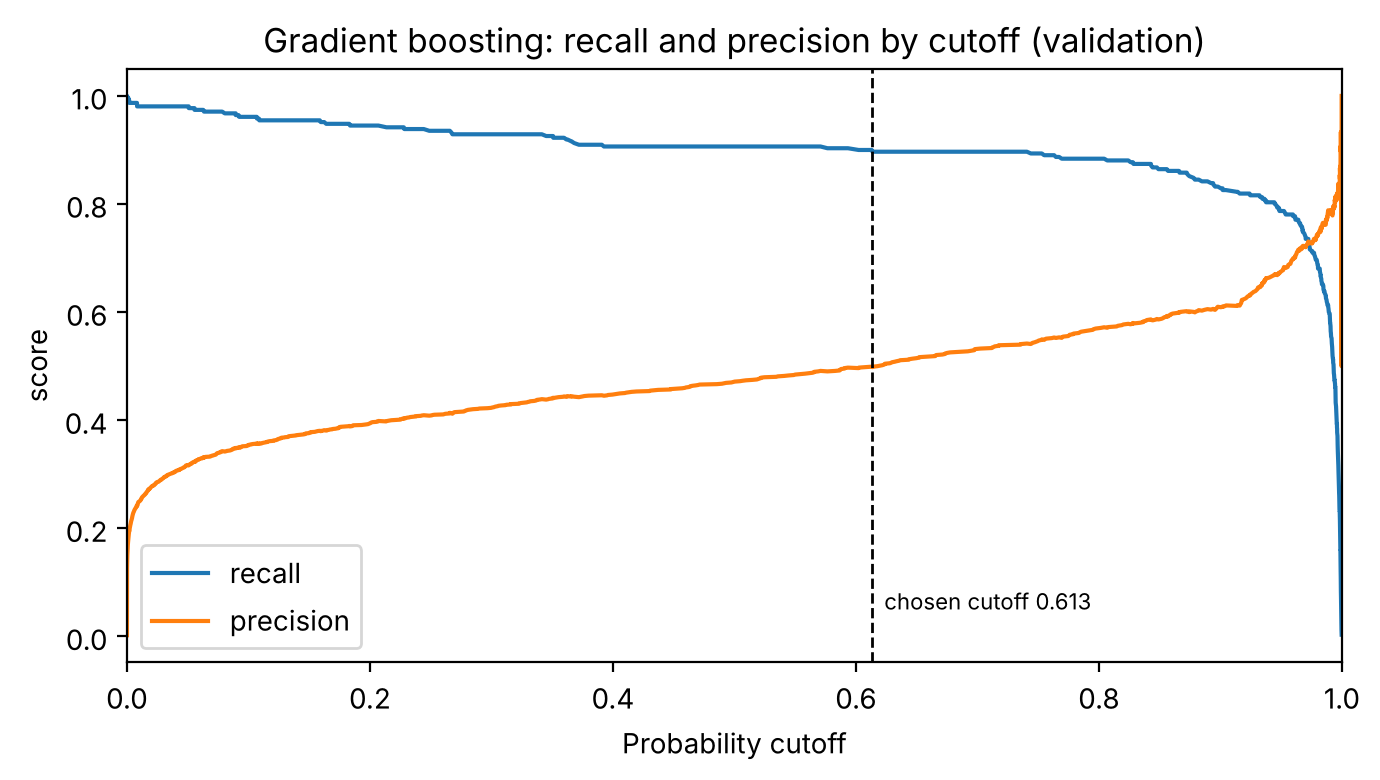 Gradient boosting: recall and precision by cutoff (validation)
score
1.0
0.8
0.6
0.4
0.2
0.0
recall
precision
chosen cutoff 0.613
0.0 0.2 0.4 0.6 0.8 1.0
Probability cutoff